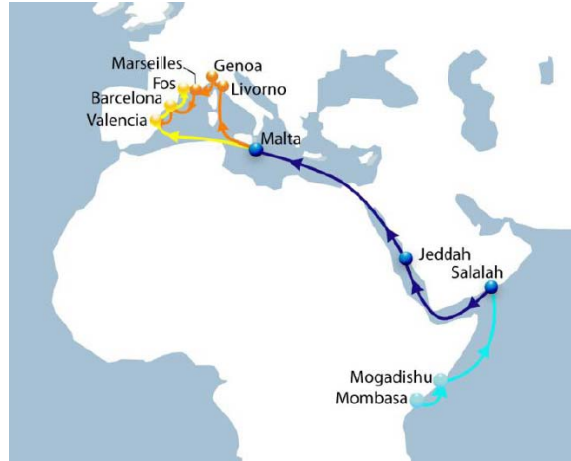 Marseilles
Genoa
Fos
Livorno
Barcelona
Valencia
Malta
Jeddah
Salalah
Mogadishu
Mombasa